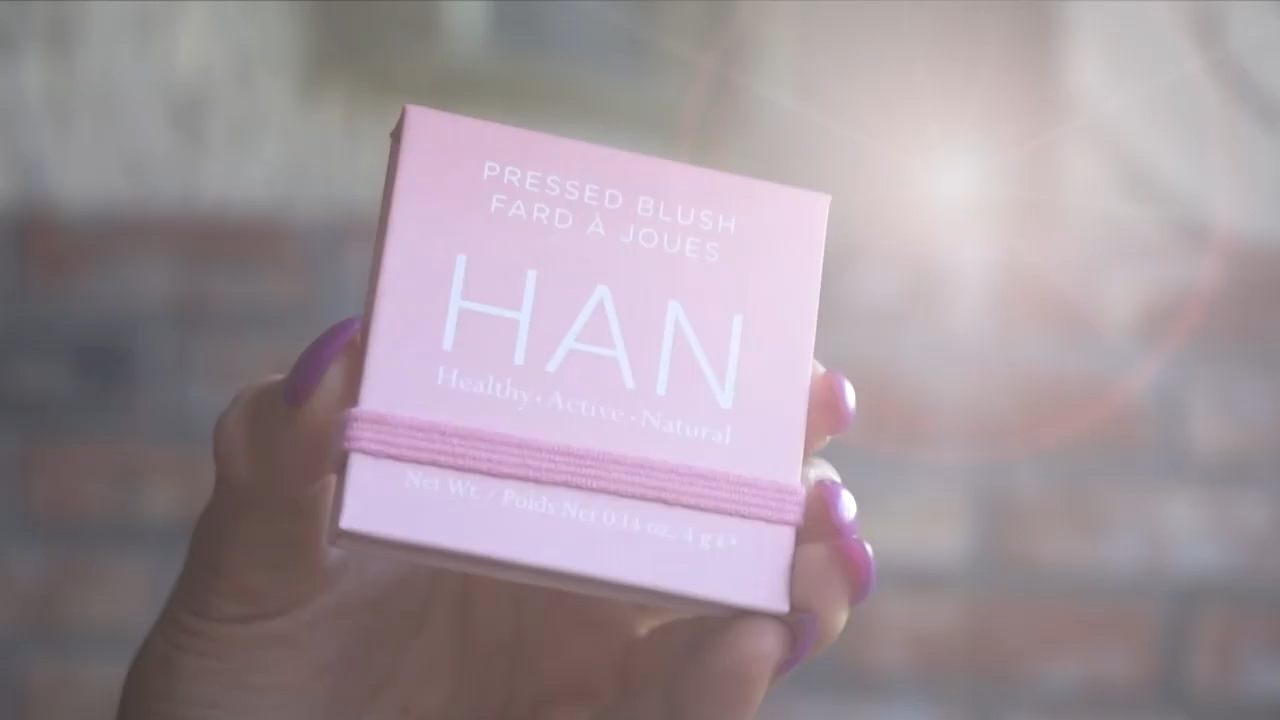 PRESSED BLUSH
FARD À JOUES
HAN
Healthy • Active • Natural
Net Wt. / Poids Net 0.14 oz. 4 g ℮